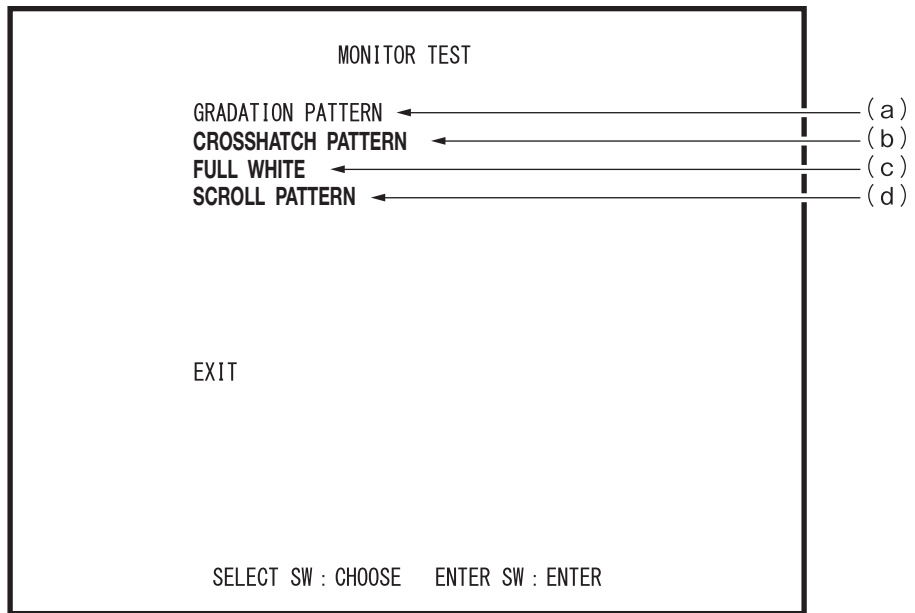 MONITOR TEST
GRADATION PATTERN (a)
CROSSHATCH PATTERN (b)
FULL WHITE (c)
SCROLL PATTERN (d)
EXIT
SELECT SW : CHOOSE ENTER SW : ENTER